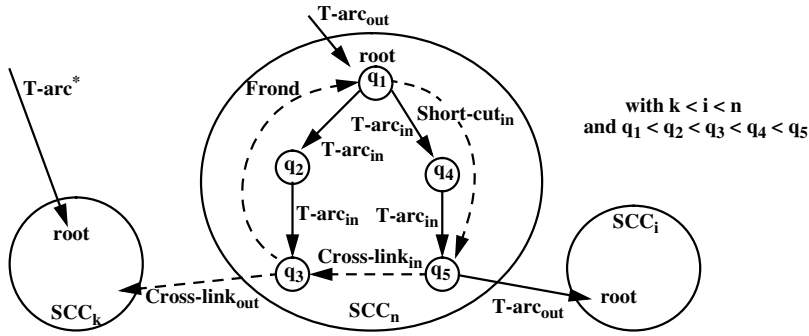 T-arc_out
root
q_1
T-arc^*
Frond
Short-cut_in
with k < i < n
and q_1 < q_2 < q_3 < q_4 < q_5
T-arc_in
T-arc_in
q_2
q_4
T-arc_in
T-arc_in
root
SCC_i
Cross-link_in
q_3
q_5
Cross-link_out
SCC_k
SCC_n
T-arc_out
root